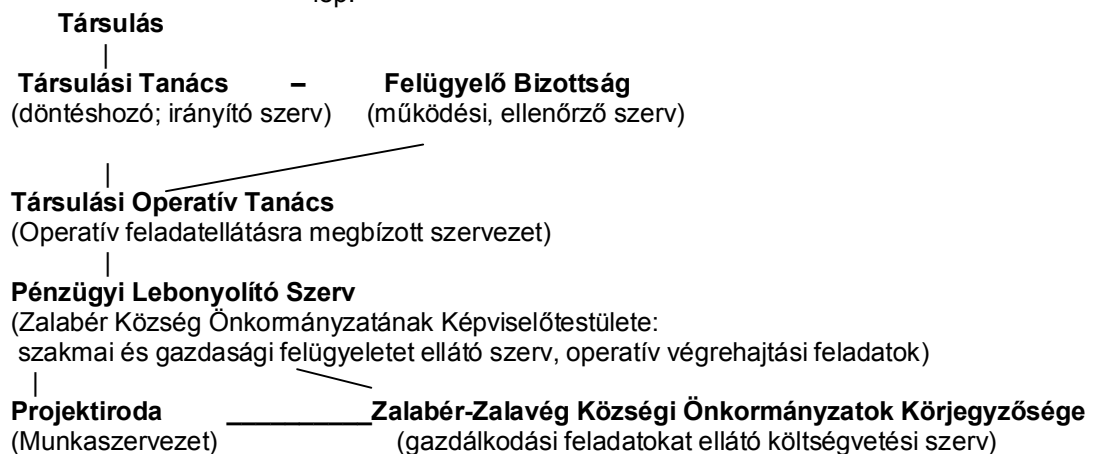 Társulás
Társulási Tanács – Felügyelő Bizottság
(döntéshozó; irányító szerv) (működési, ellenőrző szerv)
Társulási Operatív Tanács
(Operatív feladatellátásra megbízott szervezet)
Pénzügyi Lebonyolító Szerv
(Zalabér Község Önkormányzatának Képviselőtestülete:
szakmai és gazdasági felügyeletet ellátó szerv, operatív végrehajtási feladatok)
Projektiroda __________Zalabér-Zalavég Községi Önkormányzatok Körjegyzősége
(Munkaszervezet) (gazdálkodási feladatokat ellátó költségvetési szerv)